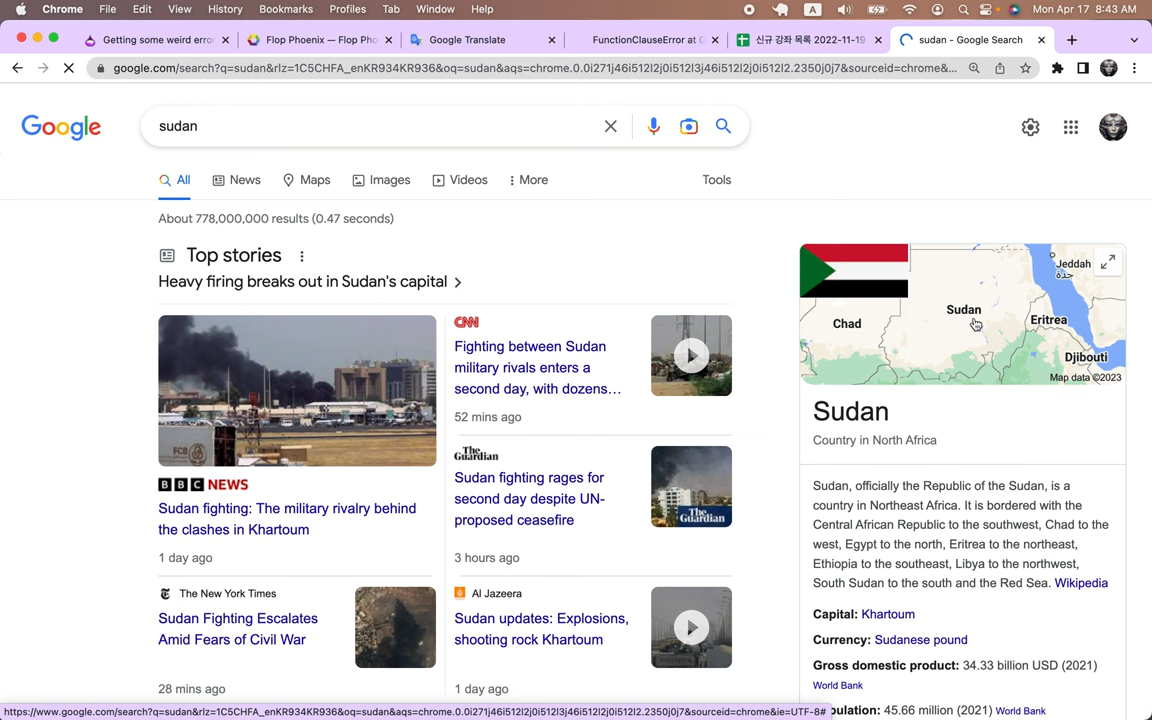 Chrome File Edit View History Bookmarks Profiles Tab Window Help A Mon Apr 17 8:43 AM
Getting some weird erro Flop Phoenix — Flop Pho Google Translate FunctionClauseError at G 신규 강좌 목록 2022-11-19 sudan - Google Search
google.com/search?q=sudan&rlz=1C5CHFA_enKR934KR936&oq=sudan&aqs=chrome.0.0i271j46i512l2j0i512l3j46i512l2j0i512l2.2350j0j7&sourceid=chrome&...
Google sudan
All News Maps Images Videos More Tools
About 778,000,000 results (0.47 seconds)
Top stories
Heavy firing breaks out in Sudan's capital
BBC NEWS
Sudan fighting: The military rivalry behind
the clashes in Khartoum
1 day ago
CNN
Fighting between Sudan
military rivals enters a
second day, with dozens…
52 mins ago
The Guardian
Sudan fighting rages for
second day despite UN-
proposed ceasefire
The Guardian
3 hours ago
The New York Times
Sudan Fighting Escalates
Amid Fears of Civil War
28 mins ago
Al Jazeera
Sudan updates: Explosions,
shooting rock Khartoum
1 day ago
Jeddah
جدة
Sudan
Chad
Eritrea
Djibouti
Map data ©2023
Sudan
Country in North Africa
Sudan, officially the Republic of the Sudan, is a
country in Northeast Africa. It is bordered with the
Central African Republic to the southwest, Chad to the
west, Egypt to the north, Eritrea to the northeast,
Ethiopia to the southeast, Libya to the northwest,
South Sudan to the south and the Red Sea. Wikipedia
Capital: Khartoum
Currency: Sudanese pound
Gross domestic product: 34.33 billion USD (2021)
World Bank
pulation: 45.66 million (2021) World Bank
https://www.google.com/search?q=sudan&rlz=1C5CHFA_enKR934KR936&oq=sudan&aqs=chrome.0.0i271j46i512l2j0i512l3j46i512l2j0i512l2.2350j0j7&sourceid=chrome&ie=UTF-8#